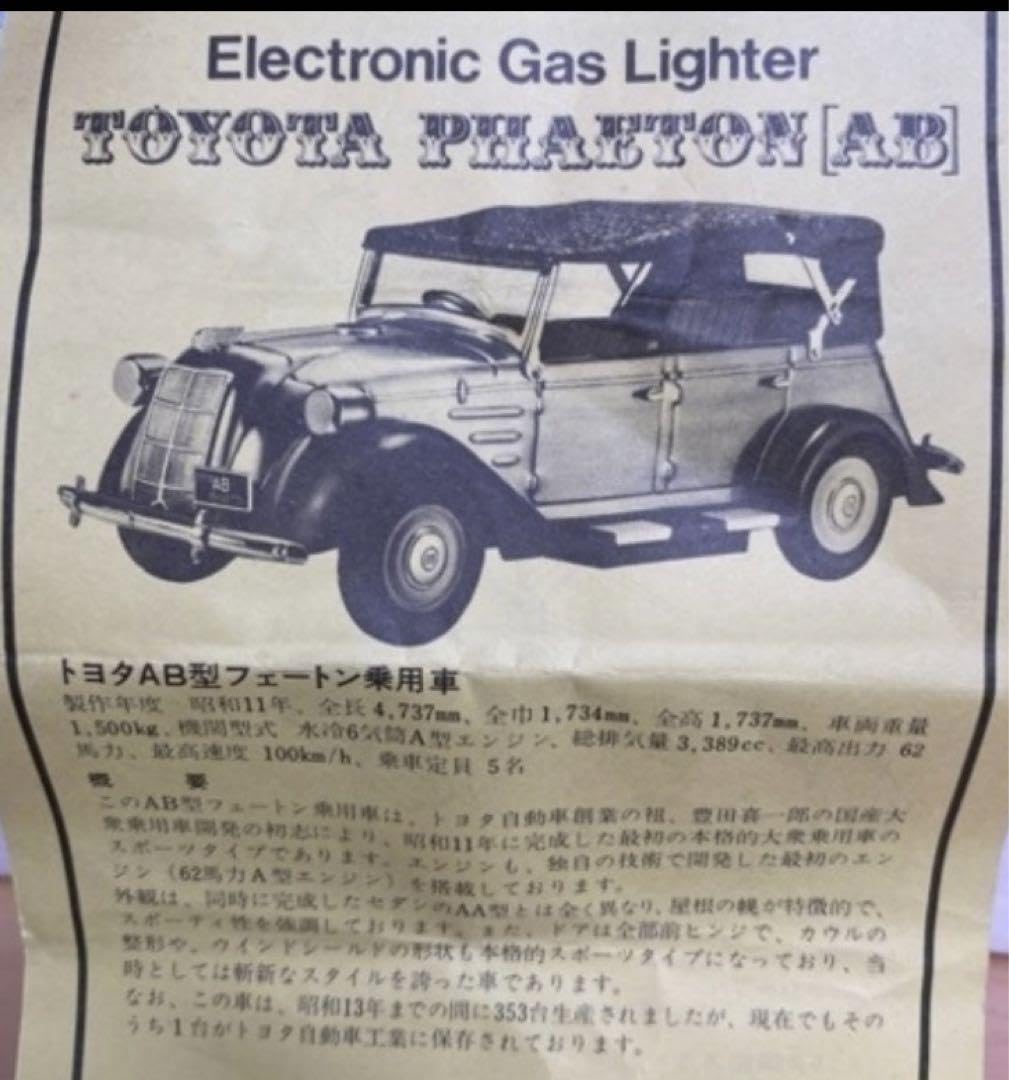 Electronic Gas Lighter
TOYOTA PHAETON [AB]
AB
トヨタAB型フェートン乗用車
製作年度 昭和11年、全長4,737mm、全巾1,734mm、全高1,737mm、車両重量
1,500kg、機関型式 水冷6気筒A型エンジン、総排気量3,389cc、最高出力 62
馬力、最高速度 100km/h、乗車定員 5名
概 要
このAB型フェートン乗用車は、トヨタ自動車創業の祖、豊田喜一郎の国産大
衆乗用車開発の初志により、昭和11年に完成した最初の本格的大衆乗用車の
スポーツタイプであります。エンジンも、独自の技術で開発した最初のエン
ジン（62馬力A型エンジン）を搭載しております。
外観は、同時に完成したセダンのAA型とは全く異なり、屋根の幌が特徴的で、
スポーティ性を強調しております。また、ドアは全部前ヒンジで、カウルの
整形や、ウインドシールドの形状も本格的スポーツタイプになっており、当
時としては斬新なスタイルを誇った車であります。
なお、この車は、昭和13年までの間に353台生産されましたが、現在でもその
うち1台がトヨタ自動車工業に保存されております。